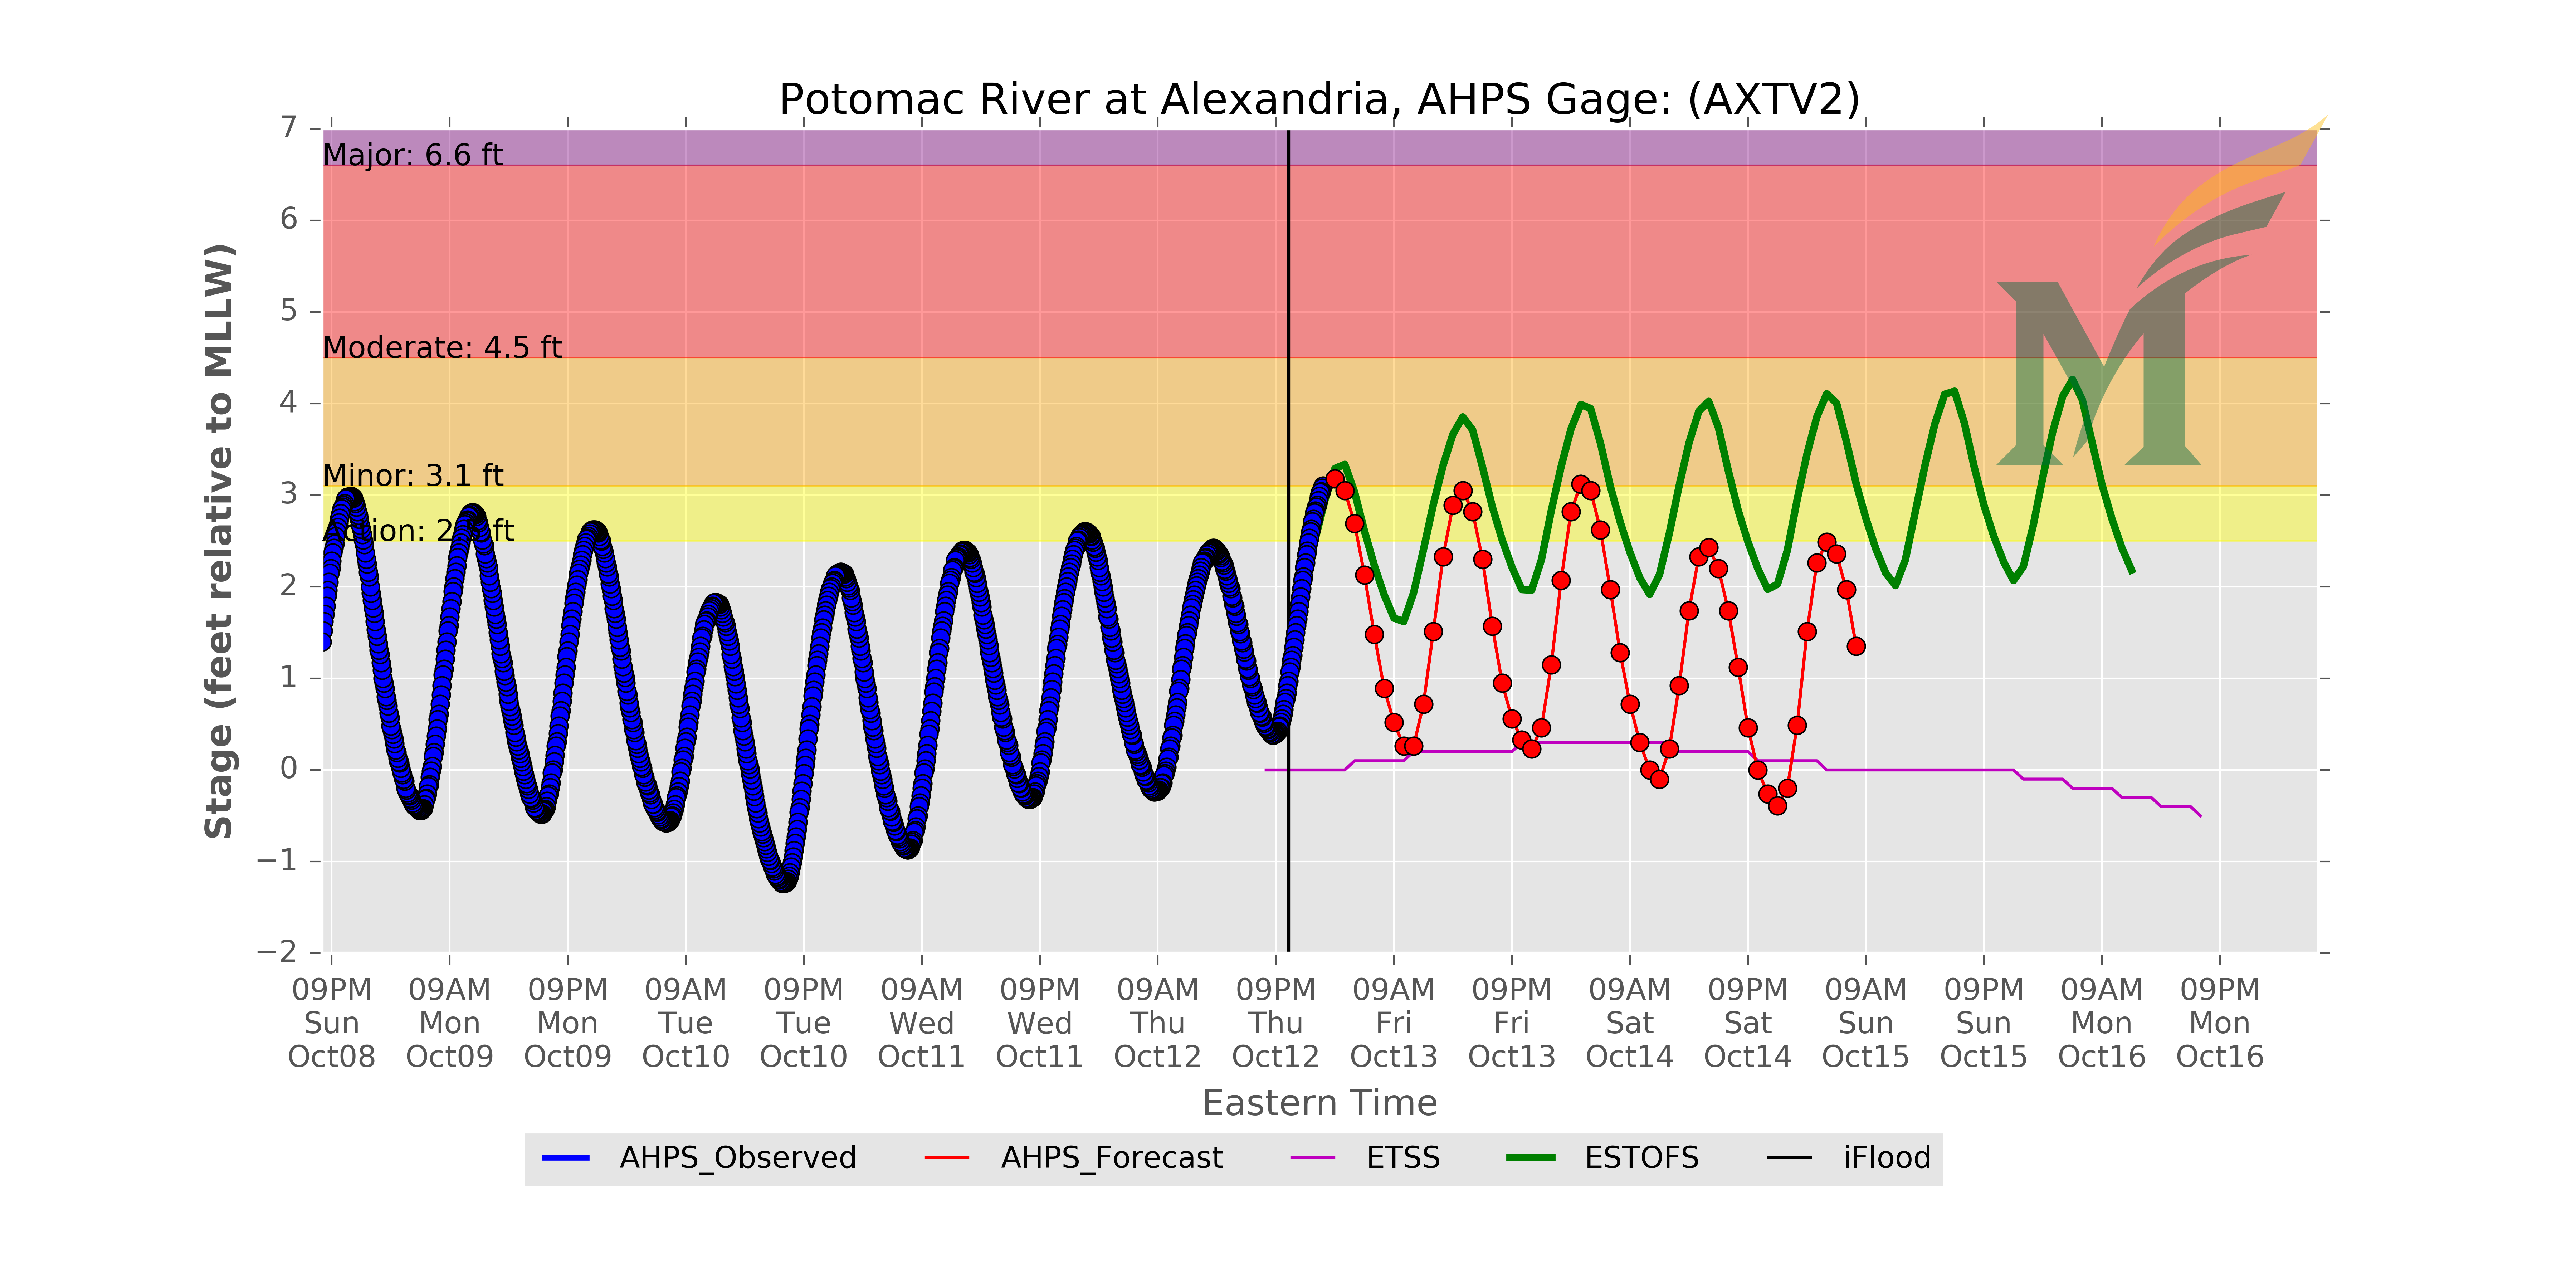 Potomac River at Alexandria, AHPS Gage: (AXTV2)
Stage (feet relative to MLLW)
7
6
5
4
3
2
1
0
−1
−2
Major: 6.6 ft
Moderate: 4.5 ft
Minor: 3.1 ft
ft
M
09PM 09AM 09PM 09AM 09PM 09AM 09PM 09AM 09PM 09AM 09PM 09AM 09PM 09AM 09PM 09AM 09PM
Sun Mon Mon Tue Tue Wed Wed Thu Thu Fri Fri Sat Sat Sun Sun Mon Mon
Oct08 Oct09 Oct09 Oct10 Oct10 Oct11 Oct11 Oct12 Oct12 Oct13 Oct13 Oct14 Oct14 Oct15 Oct15 Oct16 Oct16
Eastern Time
AHPS_Observed AHPS_Forecast ETSS ESTOFS iFlood